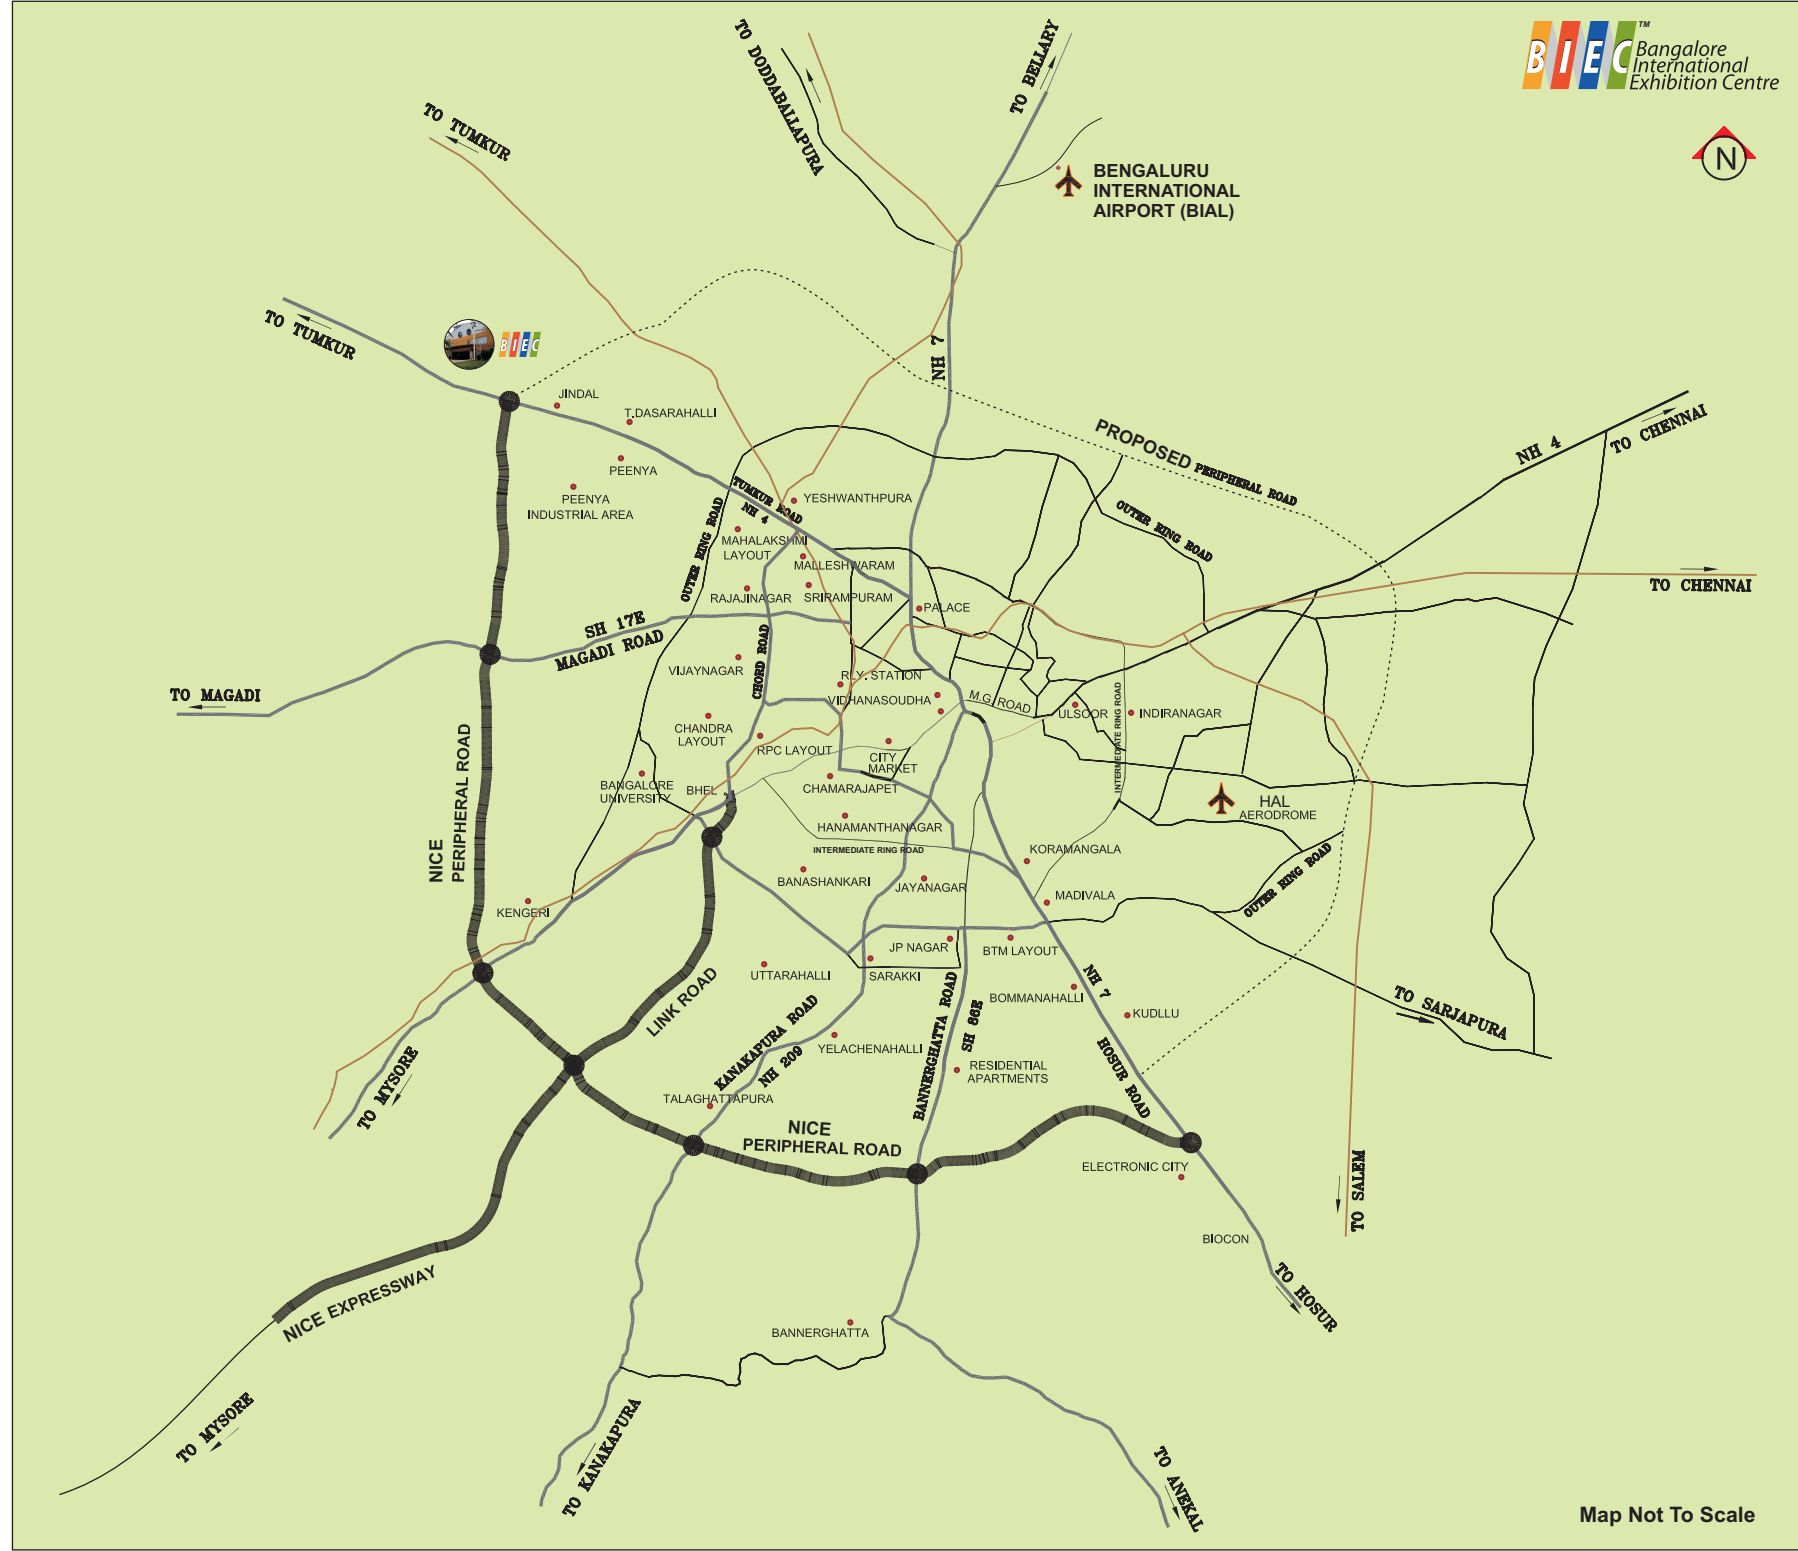 BIEC
TM
Bangalore
International
Exhibition Centre
N
TO DODDABALLAPURA
TO BELLARY
TO TUMKUR
BENGALURU
INTERNATIONAL
AIRPORT (BIAL)
TO TUMKUR
BIEC
NH 7
JINDAL
T.DASARAHALLI
PEENYA
PEENYA
INDUSTRIAL AREA
PROPOSED PERIPHERAL ROAD
NH 4
TO CHENNAI
TUMKUR ROAD
NH 4
YESHWANTHPURA
OUTER RING ROAD
OUTER RING ROAD
MAHALAKSHMI
LAYOUT
MALLESHWARAM
RAJAJINAGAR
SRIRAMPURAM
PALACE
TO CHENNAI
SH 17E
MAGADI ROAD
CHORD ROAD
VIJAYNAGAR
RLY. STATION
VIDHANASOUDHA
M.G. ROAD
ULSOOR
INDIRANAGAR
INTERMEDIATE RING ROAD
TO MAGADI
CHANDRA
LAYOUT
RPC LAYOUT
CITY
MARKET
NICE
PERIPHERAL ROAD
BANGALORE
UNIVERSITY
BHEL
CHAMARAJAPET
HAL
AERODROME
HANAMANTHANAGAR
INTERMEDIATE RING ROAD
KORAMANGALA
BANASHANKARI
JAYANAGAR
MADIVALA
OUTER RING ROAD
KENGERI
JP NAGAR
BTM LAYOUT
UTTARAHALLI
SARAKKI
LINK ROAD
BOMMANAHALLI
NH 7
KUDLLU
TO SARJAPURA
KANAKAPURA ROAD
NH 209
YELACHENAHALLI
BANNERGHATTA ROAD
SH 86E
RESIDENTIAL
APARTMENTS
HOSUR ROAD
TO MYSORE
TALAGHATTAPURA
NICE
PERIPHERAL ROAD
ELECTRONIC CITY
TO SALEM
BIOCON
NICE EXPRESSWAY
TO HOSUR
BANNERGHATTA
TO MYSORE
TO KANAKAPURA
TO ANEKAL
Map Not To Scale